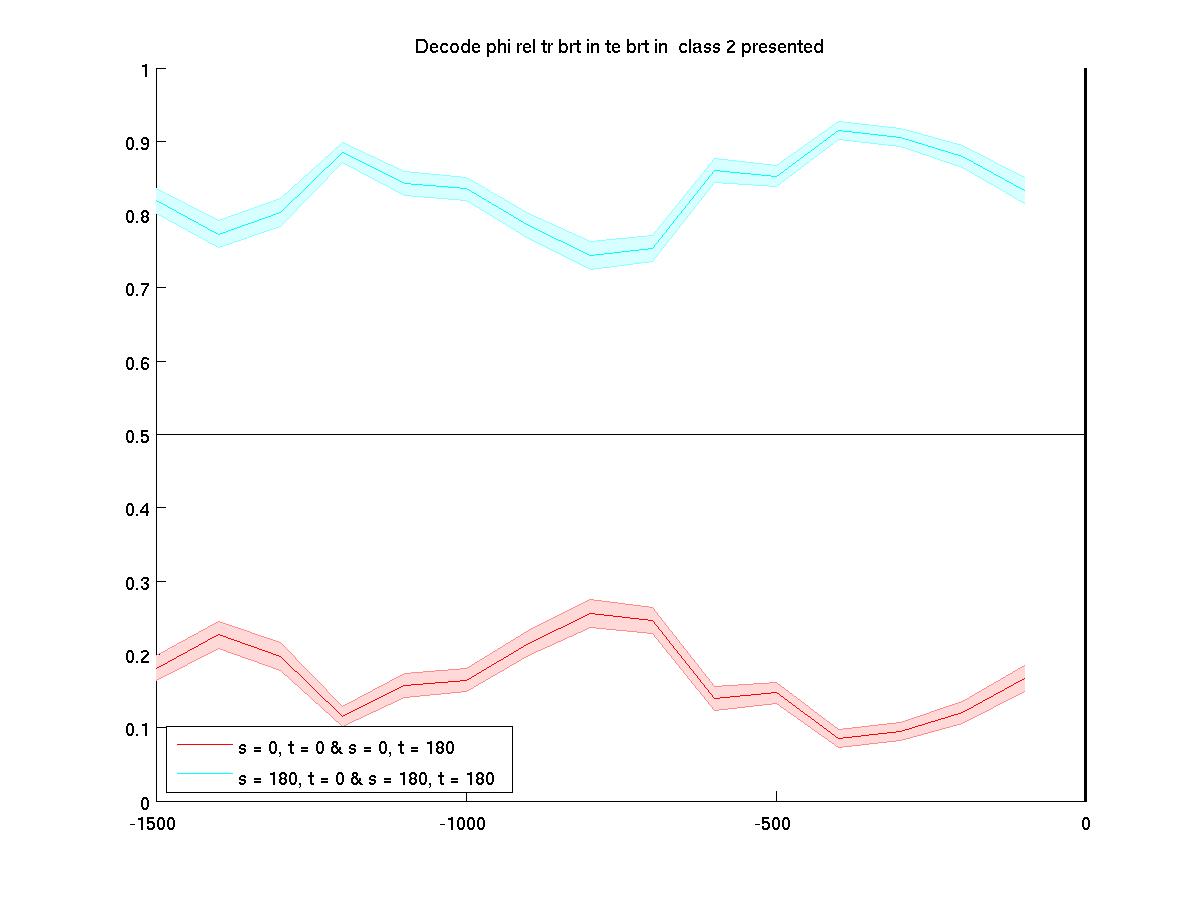 Decode phi rel tr brt in te brt in  class 2 presented
1
0.9
0.8
0.7
0.6
0.5
0.4
0.3
0.2
0.1
0
s = 0, t = 0 & s = 0, t = 180
s = 180, t = 0 & s = 180, t = 180
-1500 -1000 -500 0